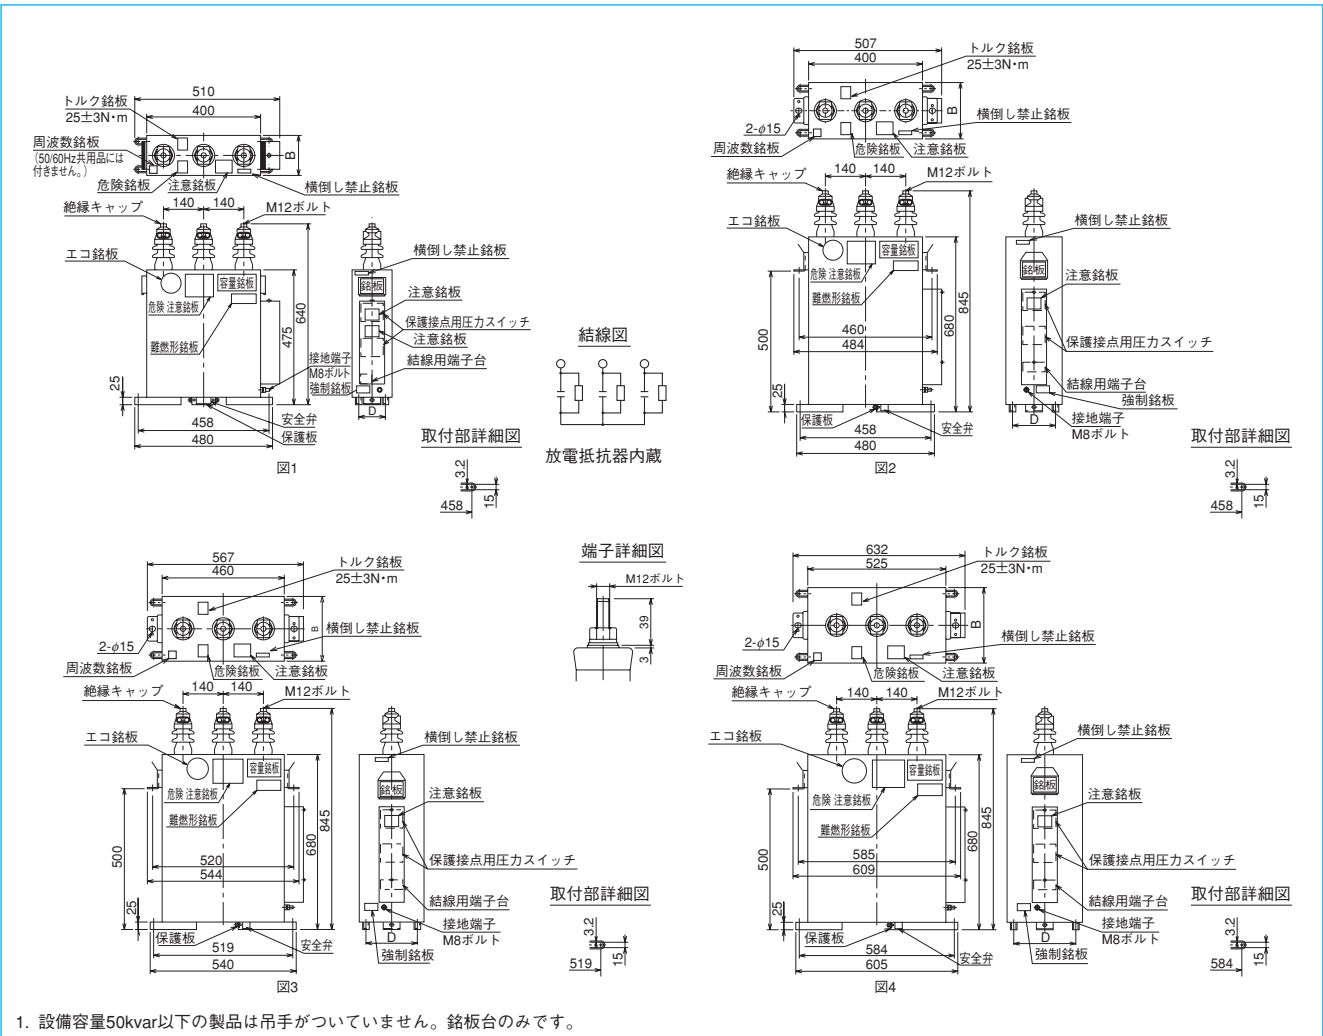 510
400
トルク銘板
25±3N・m
周波数銘板
(50/60Hz共用品には
付きません。)
B
危険銘板
注意銘板
横倒し禁止銘板
絶縁キャップ
140
140
M12ボルト
エコ銘板
容量銘板
危険 注意銘板
難燃形銘板
475
640
25
458
480
安全弁
保護板
図1
横倒し禁止銘板
銘板
注意銘板
保護接点用圧力スイッチ
注意銘板
結線用端子台
接地端子
M8ボルト
強制銘板
D
取付部詳細図
3.2
458
15
結線図
放電抵抗器内蔵
507
400
トルク銘板
25±3N・m
B
2-φ15
周波数銘板
危険銘板
注意銘板
横倒し禁止銘板
絶縁キャップ
140
140
M12ボルト
エコ銘板
容量銘板
危険 注意銘板
難燃形銘板
460
484
500
680
845
25
保護板
安全弁
458
480
図2
横倒し禁止銘板
銘板
注意銘板
保護接点用圧力スイッチ
結線用端子台
強制銘板
接地端子
M8ボルト
D
取付部詳細図
3.2
458
15
567
460
トルク銘板
25±3N・m
B
2-φ15
周波数銘板
危険銘板
注意銘板
横倒し禁止銘板
絶縁キャップ
140
140
M12ボルト
エコ銘板
容量銘板
危険 注意銘板
難燃形銘板
520
544
500
680
845
25
保護板
安全弁
519
540
図3
横倒し禁止銘板
銘板
注意銘板
保護接点用圧力スイッチ
結線用端子台
接地端子
M8ボルト
強制銘板
D
取付部詳細図
3.2
519
15
端子詳細図
M12ボルト
39
3
632
525
トルク銘板
25±3N・m
B
2-φ15
周波数銘板
危険銘板
注意銘板
横倒し禁止銘板
絶縁キャップ
140
140
M12ボルト
エコ銘板
容量銘板
危険 注意銘板
難燃形銘板
585
609
500
680
845
25
保護板
安全弁
584
605
図4
横倒し禁止銘板
銘板
注意銘板
保護接点用圧力スイッチ
結線用端子台
接地端子
M8ボルト
強制銘板
D
取付部詳細図
3.2
584
15
1. 設備容量50kvar以下の製品は吊手がついていません。銘板台のみです。